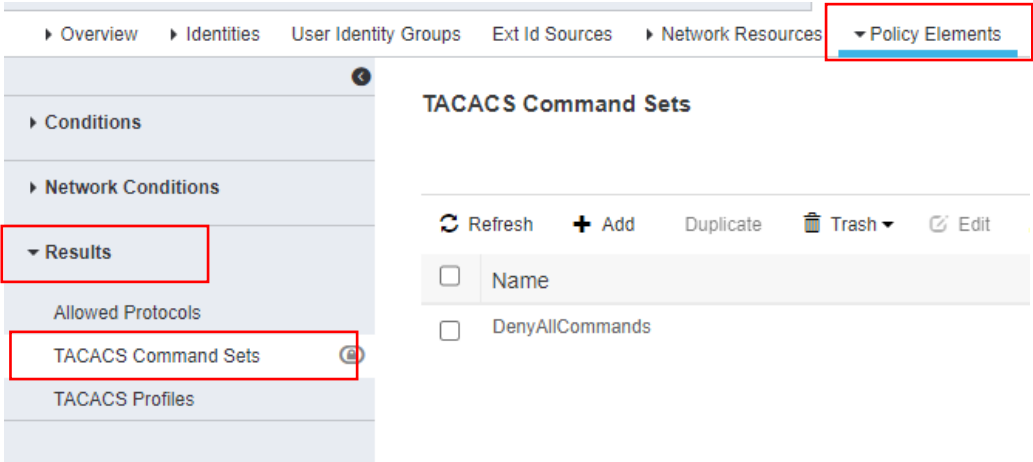 Overview Identities User Identity Groups Ext Id Sources Network Resources Policy Elements
Conditions
Network Conditions
Results
Allowed Protocols
TACACS Command Sets
TACACS Profiles
TACACS Command Sets
Refresh Add Duplicate Trash Edit
Name
DenyAllCommands